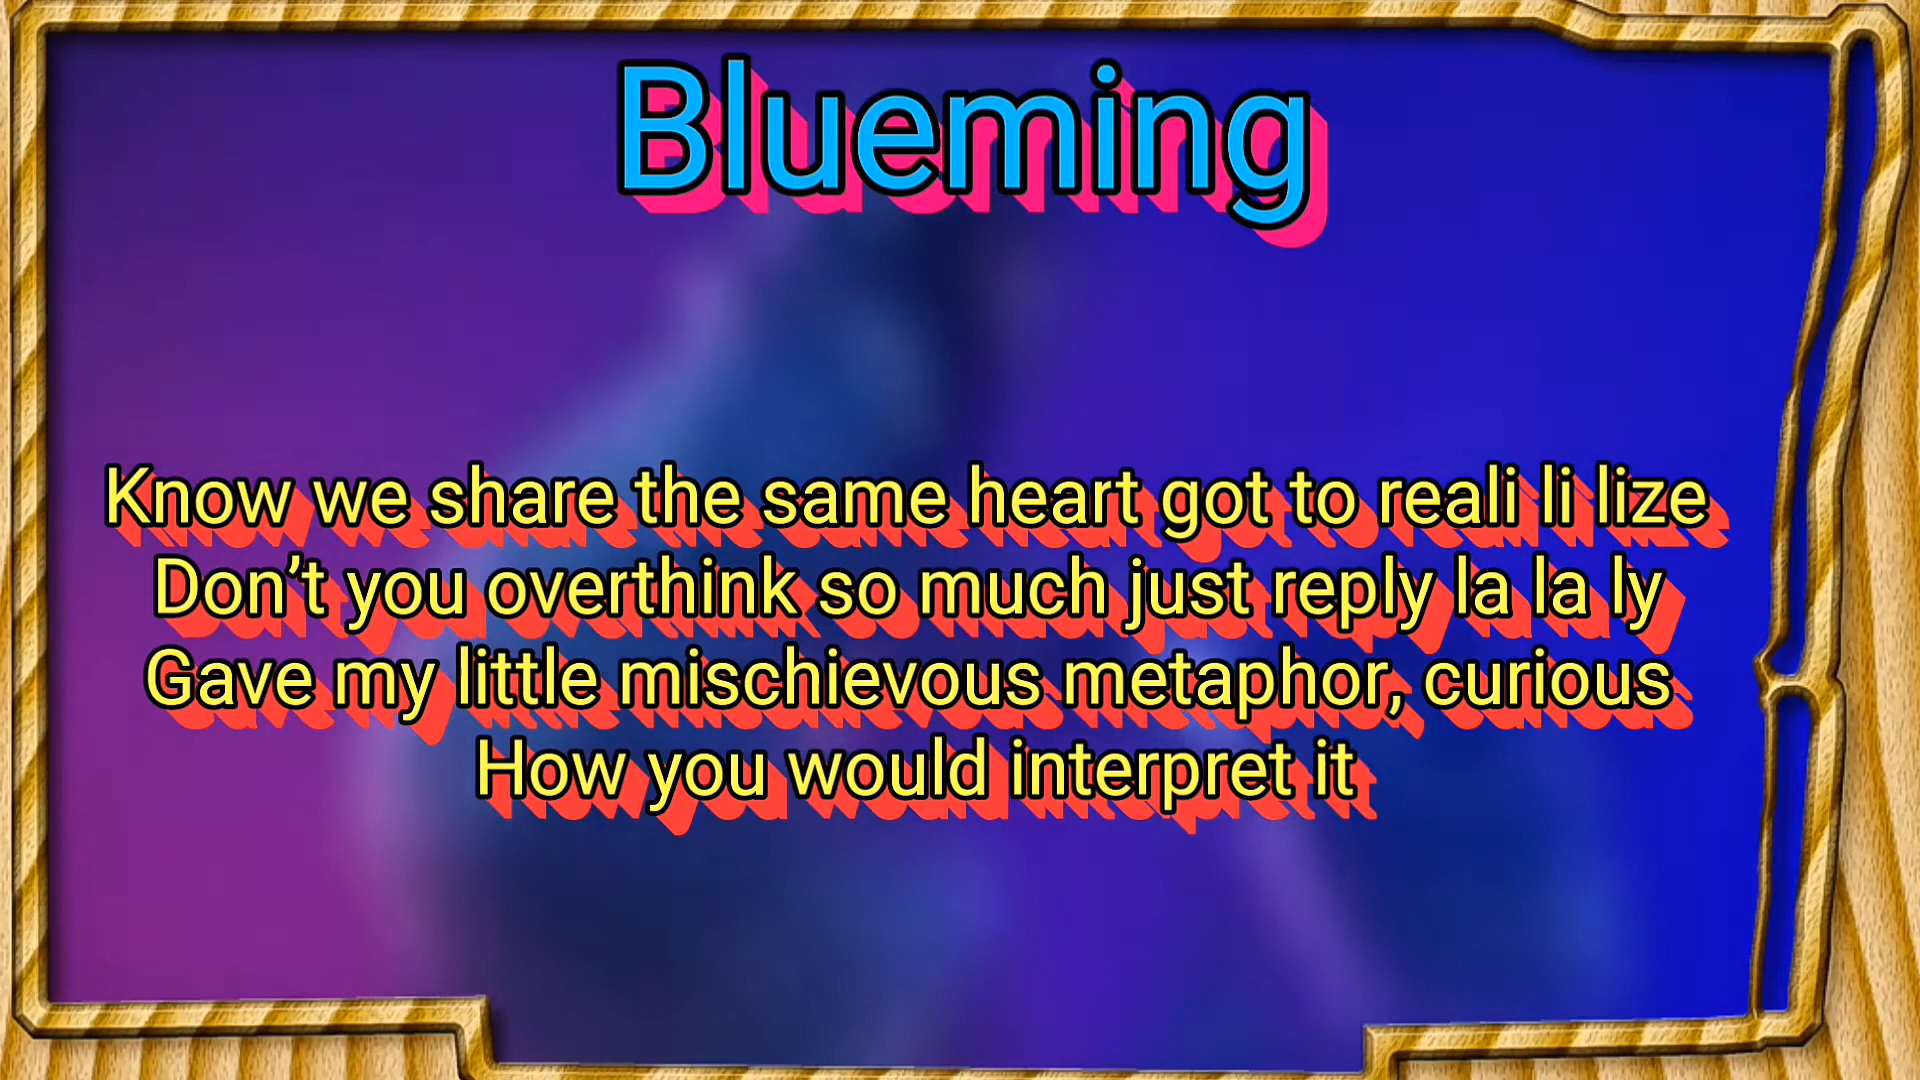 Blueming
Know we share the same heart got to reali li lize
Don’t you overthink so much just reply la la ly
Gave my little mischievous metaphor, curious
How you would interpret it